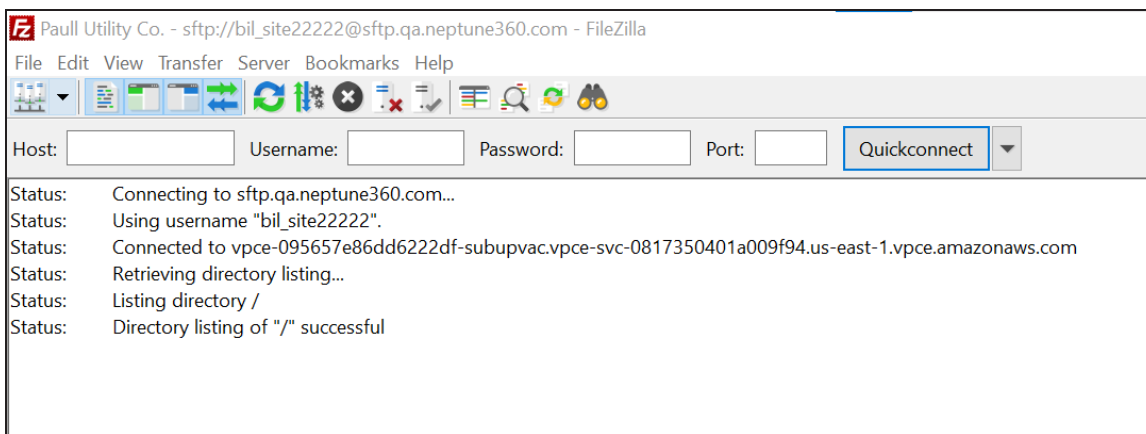 Paull Utility Co. - sftp://bil_site22222@sftp.qa.neptune360.com - FileZilla
File Edit View Transfer Server Bookmarks Help
Host: Username: Password: Port: Quickconnect
Status: Connecting to sftp.qa.neptune360.com...
Status: Using username "bil_site22222".
Status: Connected to vpce-095657e86dd6222df-subupvac.vpce-svc-0817350401a009f94.us-east-1.vpce.amazonaws.com
Status: Retrieving directory listing...
Status: Listing directory /
Status: Directory listing of "/" successful